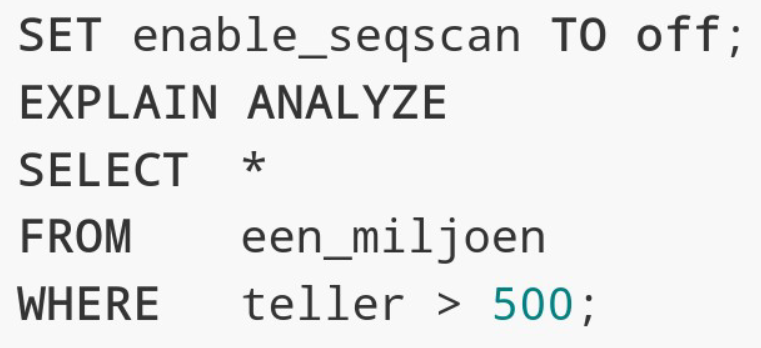 SET enable_seqscan TO off;
EXPLAIN ANALYZE
SELECT *
FROM een_miljoen
WHERE teller > 500;